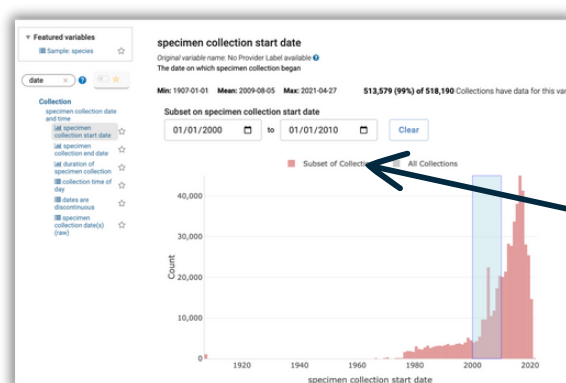 Featured variables
Sample: species
date
Collection
specimen collection date
and time
specimen
collection start date
specimen
collection end date
duration of
specimen collection
collection time of
day
dates are
discontinuous
specimen
collection date(s)
(raw)
specimen collection start date
Original variable name: No Provider Label available
The date on which specimen collection began
Min: 1907-01-01 Mean: 2009-08-05 Max: 2021-04-27 513,579 (99%) of 518,190 Collections have data for this var
Subset on specimen collection start date
01/01/2000 to 01/01/2010 Clear
Subset of Collect All Collections
40,000
30,000
20,000
10,000
0
Count
1920 1940 1960 1980 2000 2020
specimen collection start date